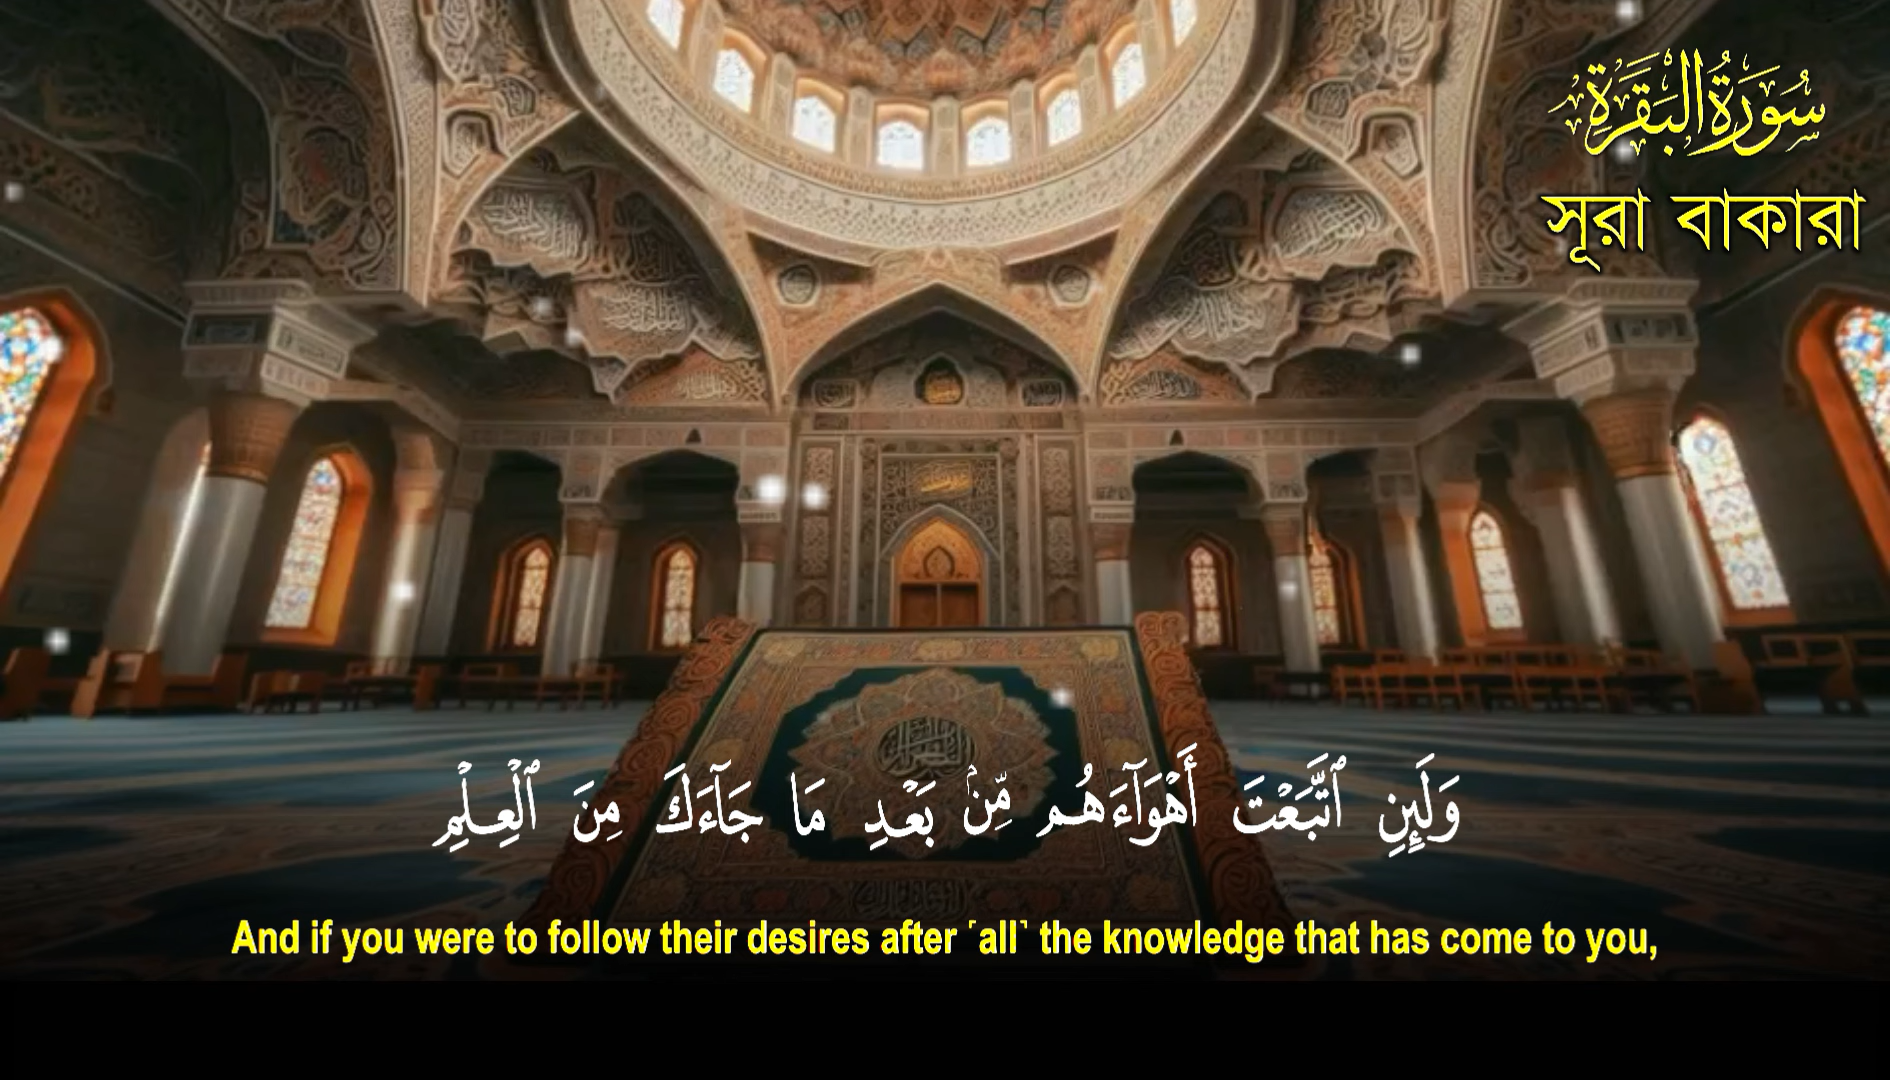 سُورَةُ الْبَقَرَةِ
সূরা বাকারা
وَلَئِنِ ٱتَّبَعْتَ أَهْوَآءَهُم مِّنۢ بَعْدِ مَا جَآءَكَ مِنَ ٱلْعِلْمِ
And if you were to follow their desires after ˹all˺ the knowledge that has come to you,